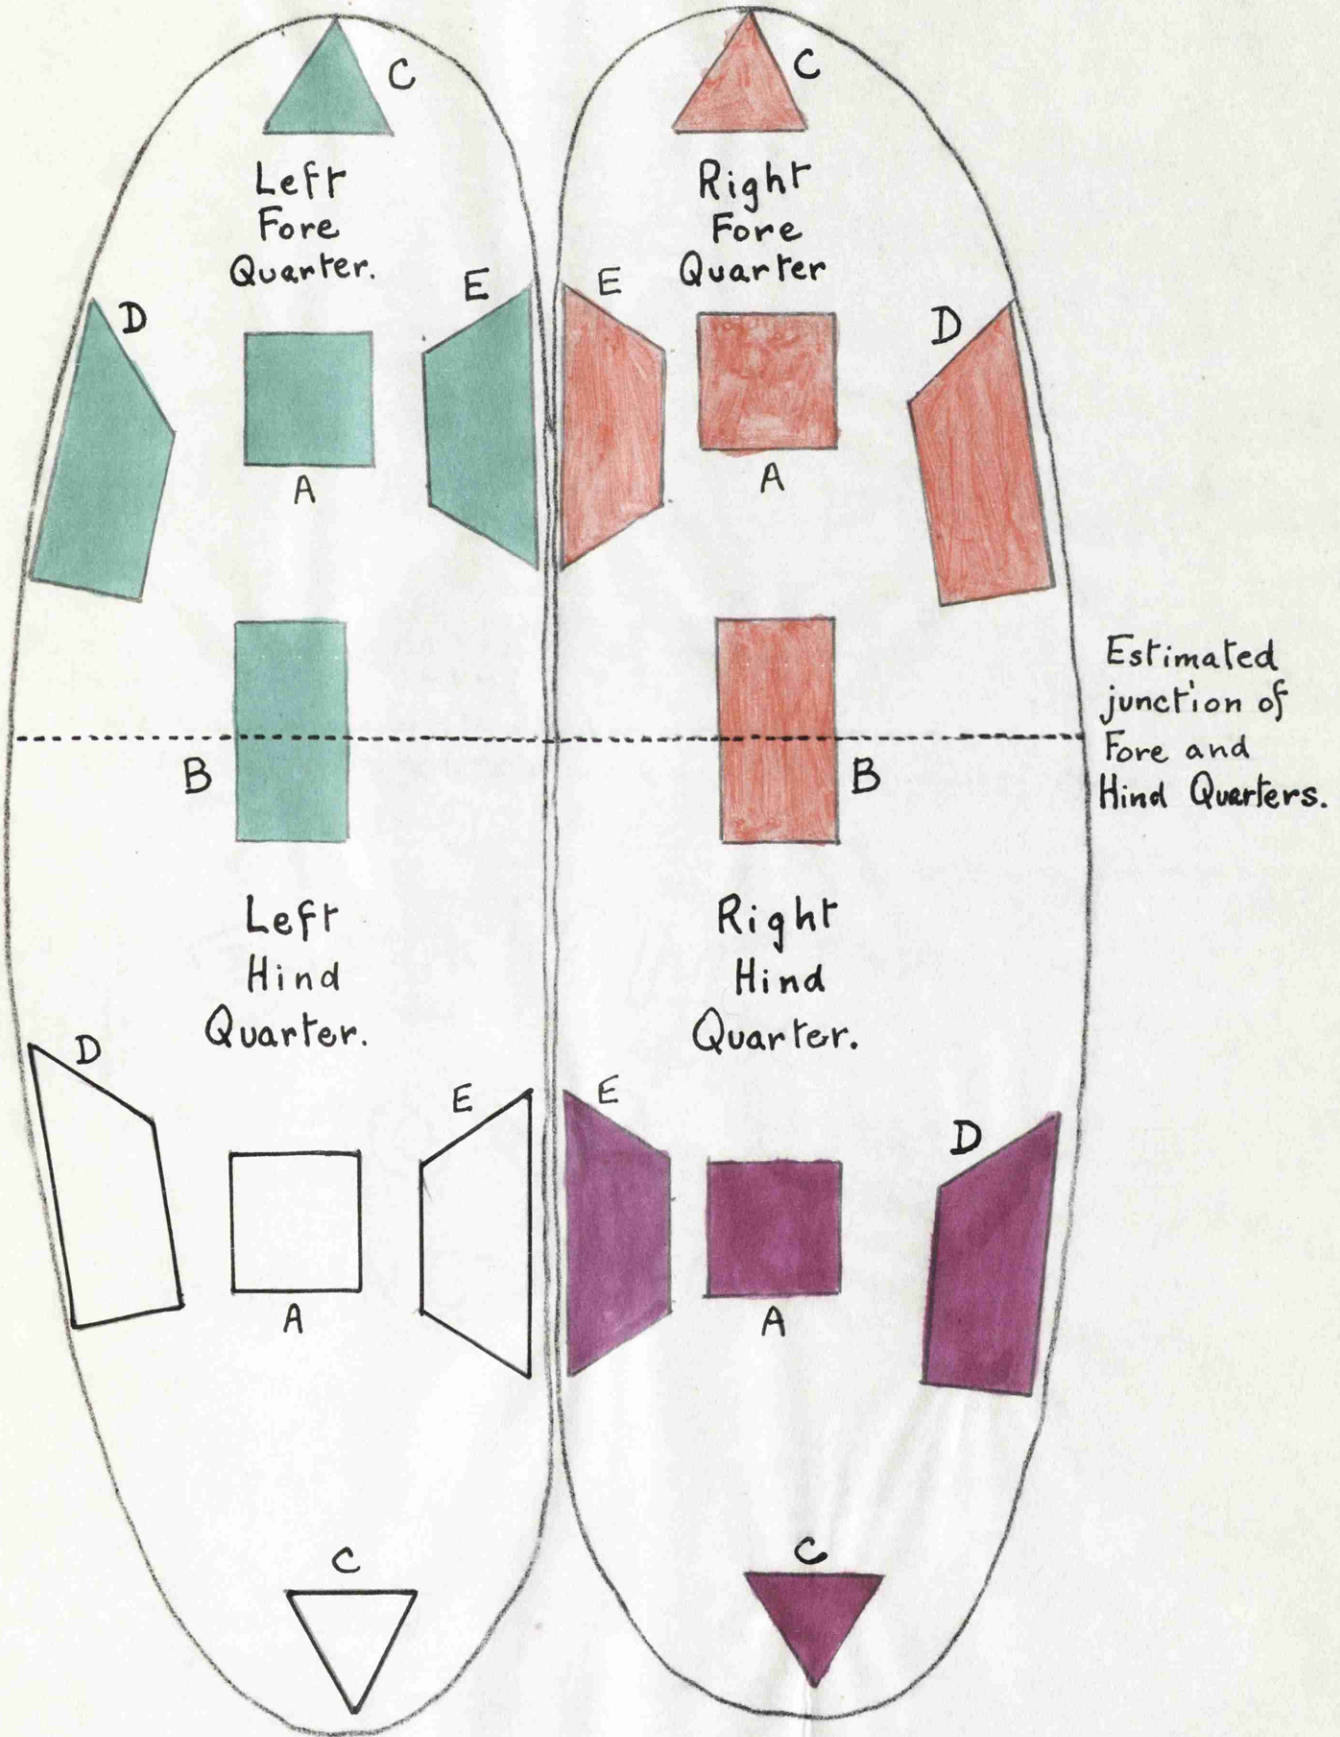 C
C
Left
Fore
Quarter.
Right
Fore
Quarter
D
E
E
D
A
A
Estimated
junction of
Fore and
Hind Quarters.
B
B
Left
Hind
Quarter.
Right
Hind
Quarter.
D
E
E
D
A
A
C
C